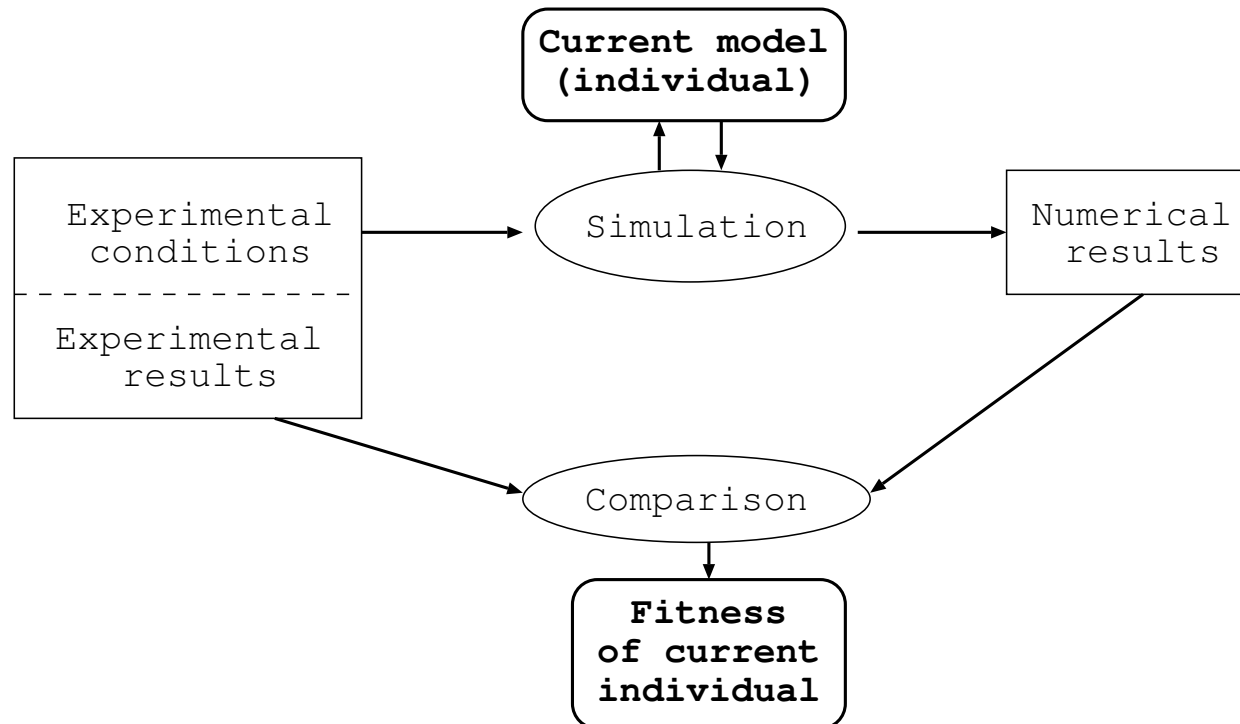 Current model
(individual)
Experimental
conditions
Simulation
Numerical
results
Experimental
results
Comparison
Fitness
of current
individual